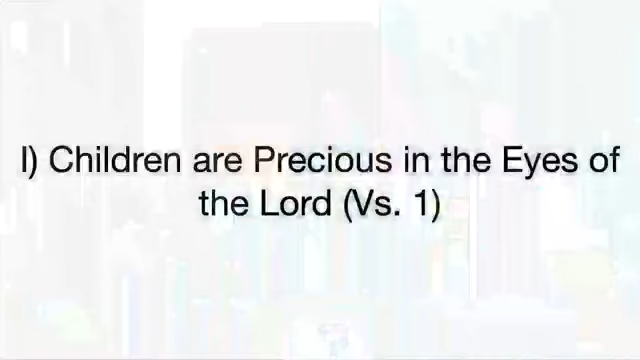 I) Children are Precious in the Eyes of
the Lord (Vs. 1)